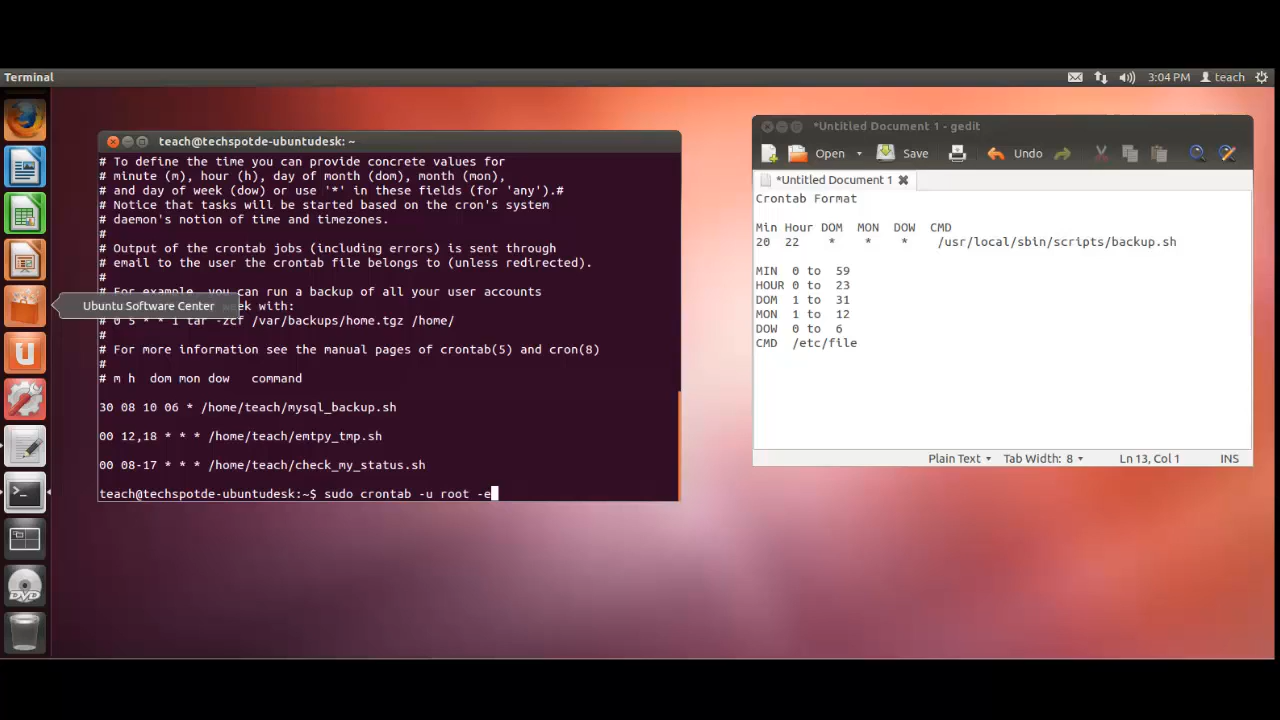 Terminal
3:04 PM teach
teach@techspotde-ubuntudesk: ~
# To define the time you can provide concrete values for
# minute (m), hour (h), day of month (dom), month (mon),
# and day of week (dow) or use '*' in these fields (for 'any').#
# Notice that tasks will be started based on the cron's system
# daemon's notion of time and timezones.
#
# Output of the crontab jobs (including errors) is sent through
# email to the user the crontab file belongs to (unless redirected).
#
# For example, you can run a backup of all your user accounts
Ubuntu Software Center
week with:
# 0 5 * * 1 tar -zcf /var/backups/home.tgz /home/
#
# For more information see the manual pages of crontab(5) and cron(8)
#
# m h  dom mon dow   command
30 08 10 06 * /home/teach/mysql_backup.sh
00 12,18 * * * /home/teach/emtpy_tmp.sh
00 08-17 * * * /home/teach/check_my_status.sh
teach@techspotde-ubuntudesk:~$ sudo crontab -u root -e
*Untitled Document 1 - gedit
Open Save Undo
*Untitled Document 1
Crontab Format
Min Hour DOM  MON  DOW  CMD
20  22    *    *    *    /usr/local/sbin/scripts/backup.sh
MIN  0 to  59
HOUR 0 to  23
DOM  1 to  31
MON  1 to  12
DOW  0 to  6
CMD  /etc/file
Plain Text Tab Width: 8 Ln 13, Col 1 INS
U
DVD